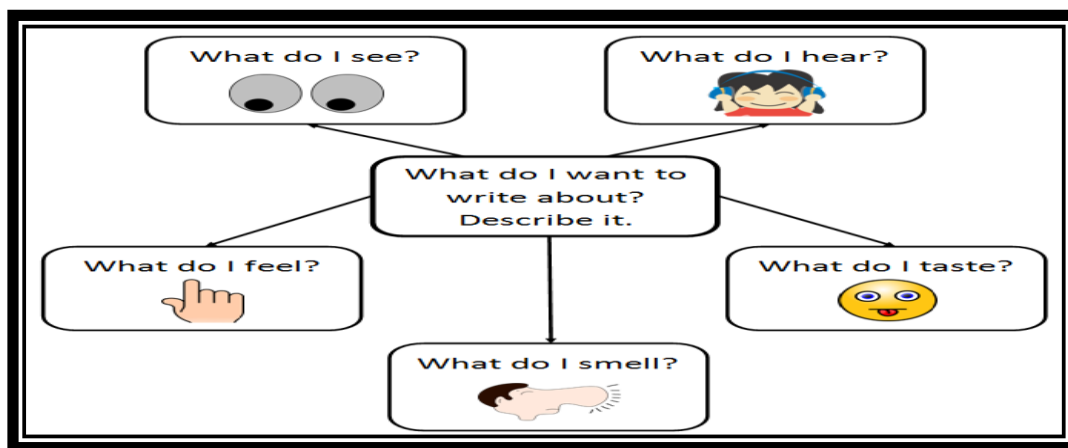 What do I see?
What do I hear?
What do I want to
write about?
Describe it.
What do I feel?
What do I taste?
What do I smell?